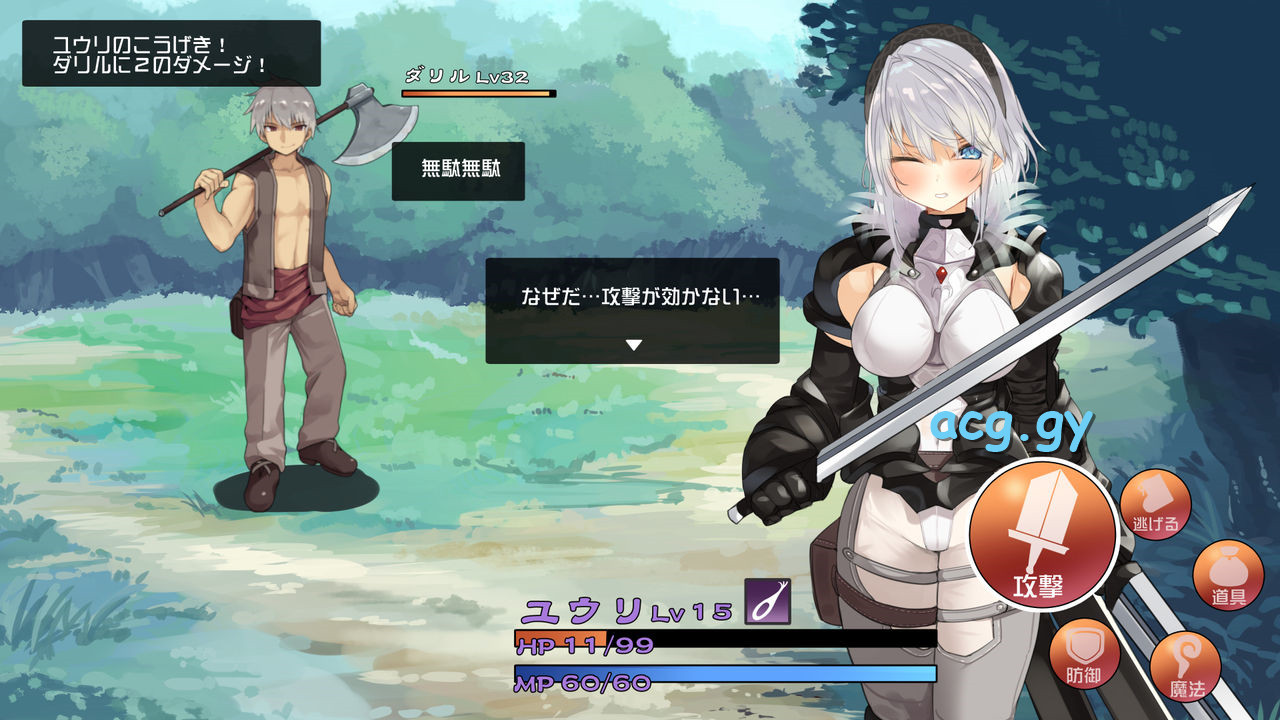 ユウリのこうげき！
ダリルに2のダメージ！
ダリル Lv32
無駄無駄
なぜだ…攻撃が効かない…
acg.gy
攻撃
逃げる
道具
防御
魔法
ユウリ Lv15
HP 11/99
MP 60/60